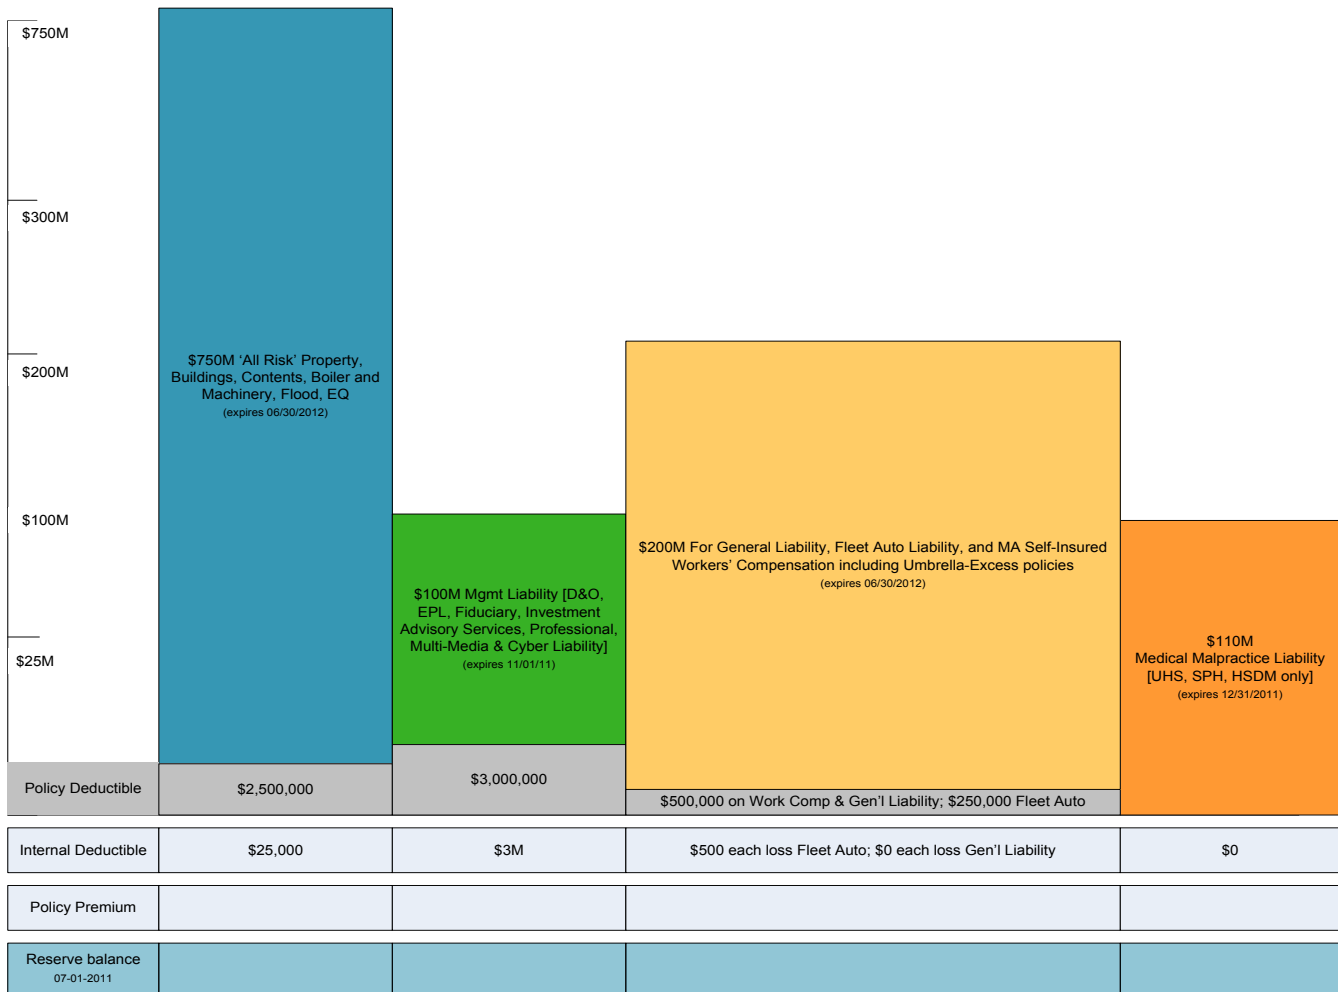 $750M
$300M
$200M
$100M
$25M
$750M ‘All Risk’ Property,
Buildings, Contents, Boiler and
Machinery, Flood, EQ
(expires 06/30/2012)
$100M Mgmt Liability [D&O,
EPL, Fiduciary, Investment
Advisory Services, Professional,
Multi-Media & Cyber Liability]
(expires 11/01/11)
$200M For General Liability, Fleet Auto Liability, and MA Self-Insured
Workers’ Compensation including Umbrella-Excess policies
(expires 06/30/2012)
$110M
Medical Malpractice Liability
[UHS, SPH, HSDM only]
(expires 12/31/2011)
Policy Deductible
$2,500,000
$3,000,000
$500,000 on Work Comp & Gen’l Liability; $250,000 Fleet Auto
Internal Deductible
$25,000
$3M
$500 each loss Fleet Auto; $0 each loss Gen’l Liability
$0
Policy Premium
Reserve balance
07-01-2011